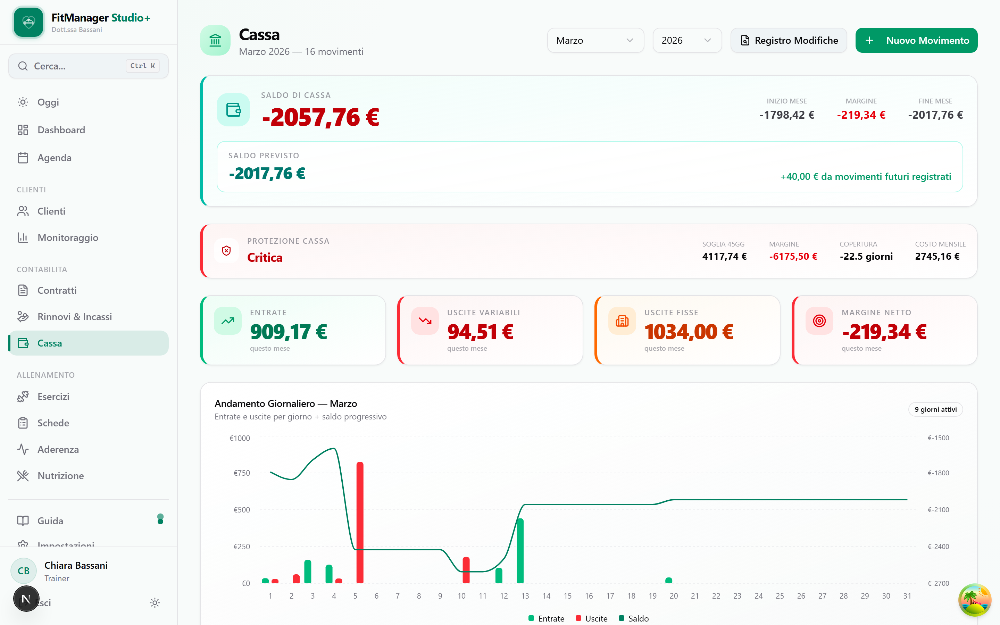 FitManager Studio+
Dott.ssa Bassani
Cerca...
Ctrl K
Oggi
Dashboard
Agenda
CLIENTI
Clienti
Monitoraggio
CONTABILITA
Contratti
Rinnovi & Incassi
Cassa
ALLENAMENTO
Esercizi
Schede
Aderenza
Nutrizione
Guida
Impostazioni
CB
Chiara Bassani
Trainer
N
Esci
Cassa
Marzo 2026 — 16 movimenti
Marzo
2026
Registro Modifiche
+ Nuovo Movimento
SALDO DI CASSA
-2057,76 €
INIZIO MESE
-1798,42 €
MARGINE
-219,34 €
FINE MESE
-2017,76 €
SALDO PREVISTO
-2017,76 €
+40,00 € da movimenti futuri registrati
PROTEZIONE CASSA
Critica
SOGLIA 45GG
4117,74 €
MARGINE
-6175,50 €
COPERTURA
-22.5 giorni
COSTO MENSILE
2745,16 €
ENTRATE
909,17 €
questo mese
USCITE VARIABILI
94,51 €
questo mese
USCITE FISSE
1034,00 €
questo mese
MARGINE NETTO
-219,34 €
questo mese
Andamento Giornaliero — Marzo
Entrate e uscite per giorno + saldo progressivo
9 giorni attivi
€1000
€750
€500
€250
€0
€-1500
€-1800
€-2100
€-2400
€-2700
1 2 3 4 5 6 7 8 9 10 11 12 13 14 15 16 17 18 19 20 21 22 23 24 25 26 27 28 29 30 31
Entrate Uscite Saldo